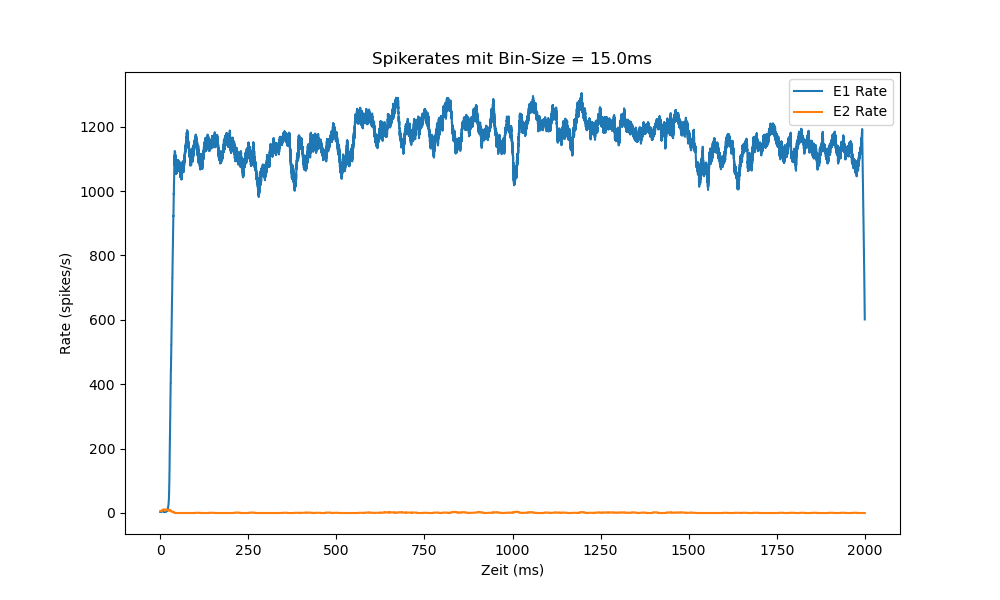 Spikerates mit Bin-Size = 15.0ms
E1 Rate
E2 Rate
1200
1000
800
600
400
200
0
Rate (spikes/s)
0 250 500 750 1000 1250 1500 1750 2000
Zeit (ms)